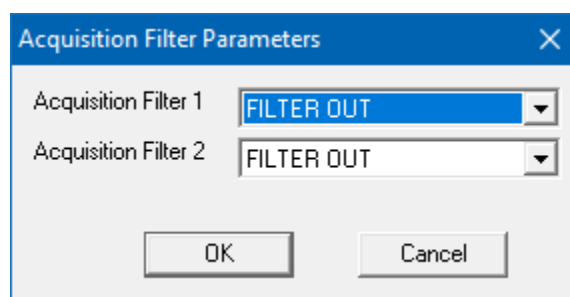 Acquisition Filter Parameters
Acquisition Filter 1 FILTER OUT
Acquisition Filter 2 FILTER OUT
OK Cancel